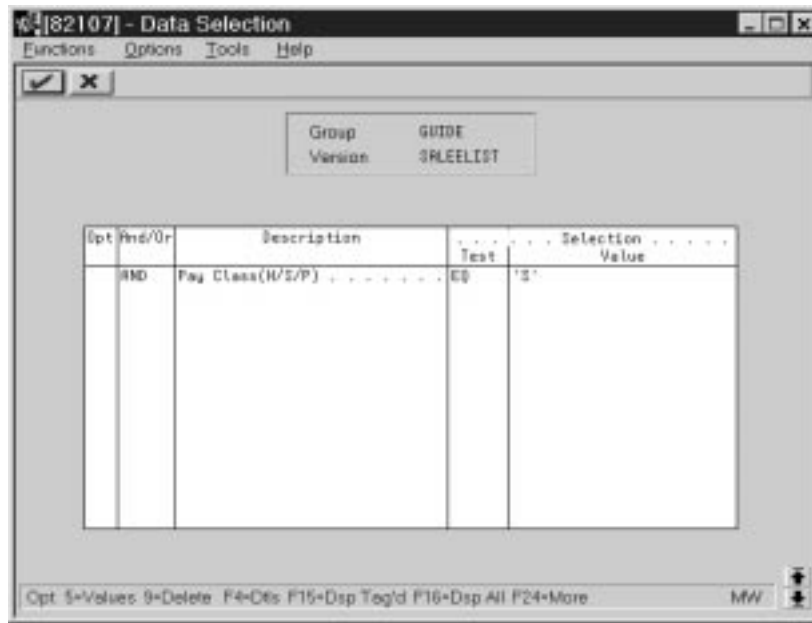 [82107] - Data Selection
Functions Options Tools Help
Group GUIDE
Version SRLEELIST
Opt And/Or Description . . . . . . Selection . . . . .
Test Value
AND Pay Class(H/S/P) . . . . . . . EQ 'S'
Opt 5=Values 9=Delete F4=Dtls F15=Dsp Tag'd F16=Dsp All F24=More MW